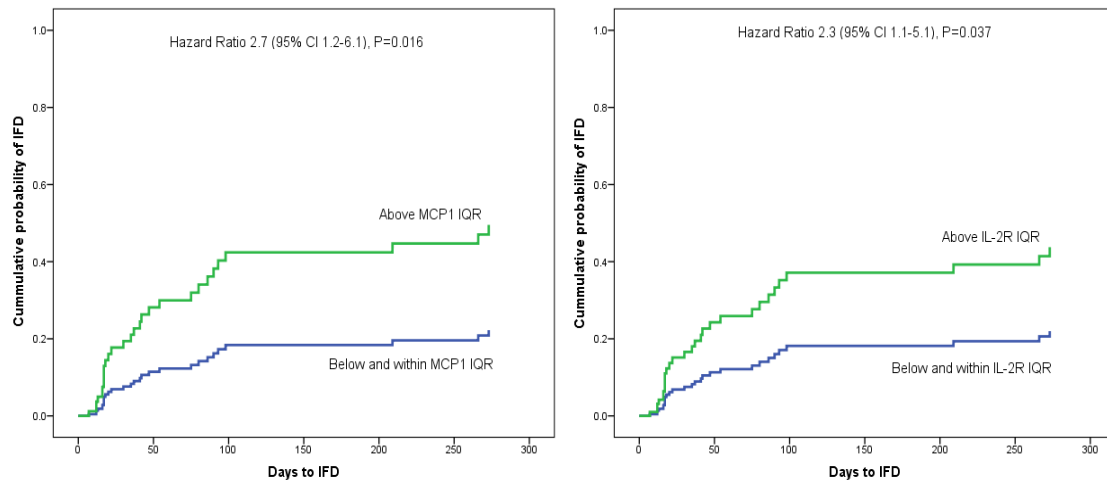 Hazard Ratio 2.7 (95% CI 1.2-6.1), P=0.016
Cummulative probability of IFD
1.0
0.8
0.6
0.4
0.2
0.0
Above MCP1 IQR
Below and within MCP1 IQR
0 50 100 150 200 250 300
Days to IFD
Hazard Ratio 2.3 (95% CI 1.1-5.1), P=0.037
Cummulative probability of IFD
1.0
0.8
0.6
0.4
0.2
0.0
Above IL-2R IQR
Below and within IL-2R IQR
0 50 100 150 200 250 300
Days to IFD